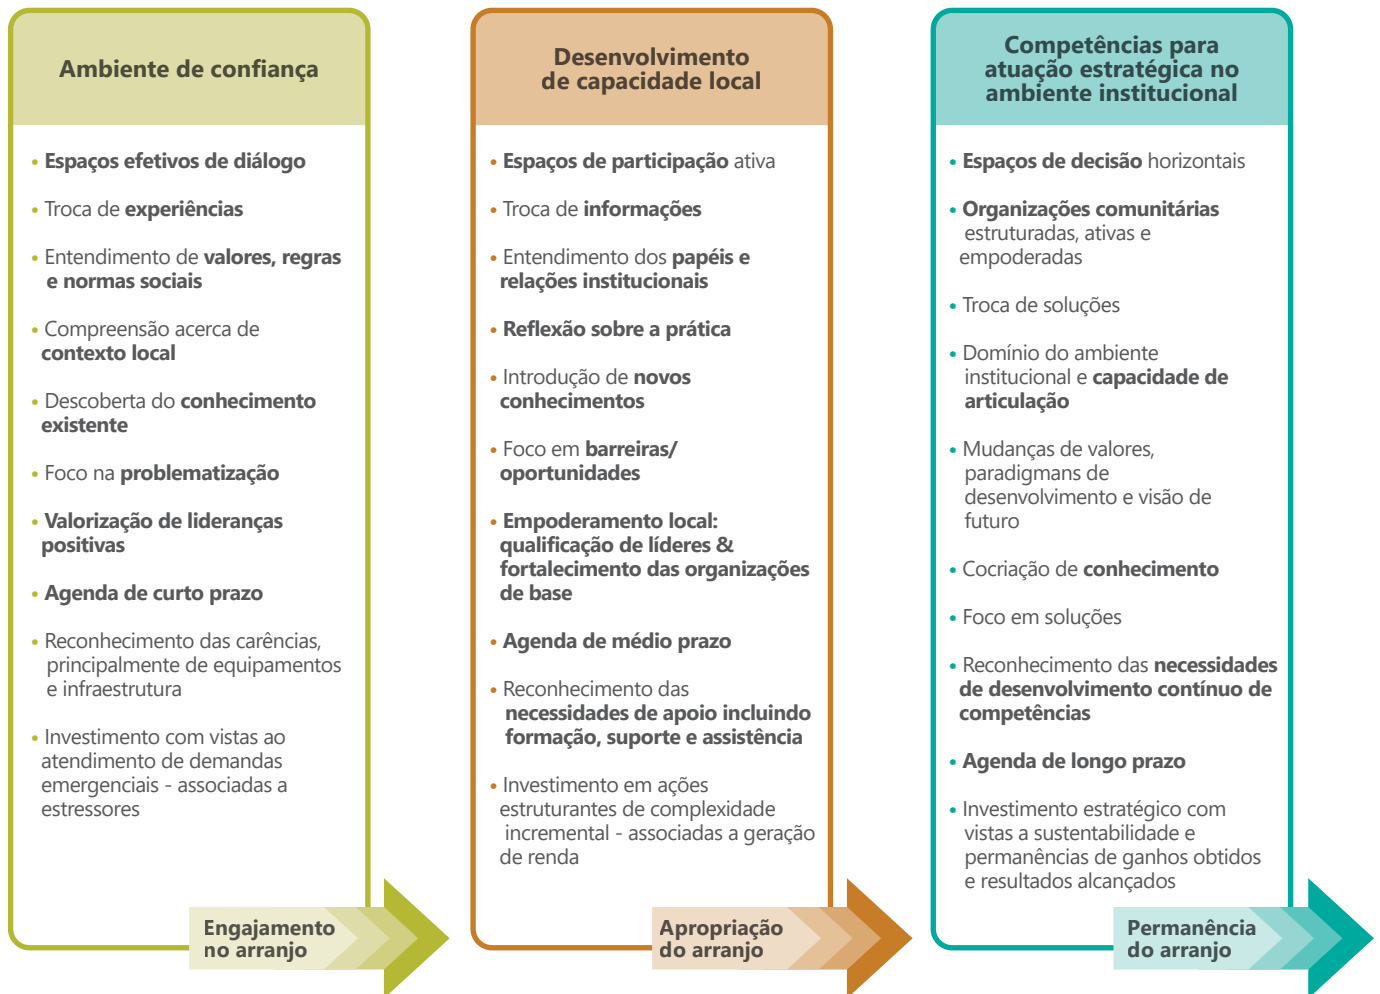 Ambiente de confiança
• Espaços efetivos de diálogo
• Troca de experiências
• Entendimento de valores, regras
e normas sociais
• Compreensão acerca de
contexto local
• Descoberta do conhecimento
existente
• Foco na problematização
• Valorização de lideranças
positivas
• Agenda de curto prazo
• Reconhecimento das carências,
principalmente de equipamentos
e infraestrutura
• Investimento com vistas ao
atendimento de demandas
emergenciais - associadas a
estressores
Engajamento
no arranjo
Desenvolvimento
de capacidade local
• Espaços de participação ativa
• Troca de informações
• Entendimento dos papéis e
relações institucionais
• Reflexão sobre a prática
• Introdução de novos
conhecimentos
• Foco em barreiras/
oportunidades
• Empoderamento local:
qualificação de líderes &
fortalecimento das organizações
de base
• Agenda de médio prazo
• Reconhecimento das
necessidades de apoio incluindo
formação, suporte e assistência
• Investimento em ações
estruturantes de complexidade
incremental - associadas a geração
de renda
Apropriação
do arranjo
Competências para
atuação estratégica no
ambiente institucional
• Espaços de decisão horizontais
• Organizações comunitárias
estruturadas, ativas e
empoderadas
• Troca de soluções
• Domínio do ambiente
institucional e capacidade de
articulação
• Mudanças de valores,
paradigmans de
desenvolvimento e visão de
futuro
• Cocriação de conhecimento
• Foco em soluções
• Reconhecimento das necessidades
de desenvolvimento contínuo de
competências
• Agenda de longo prazo
• Investimento estratégico com
vistas a sustentabilidade e
permanências de ganhos obtidos
e resultados alcançados
Permanência
do arranjo